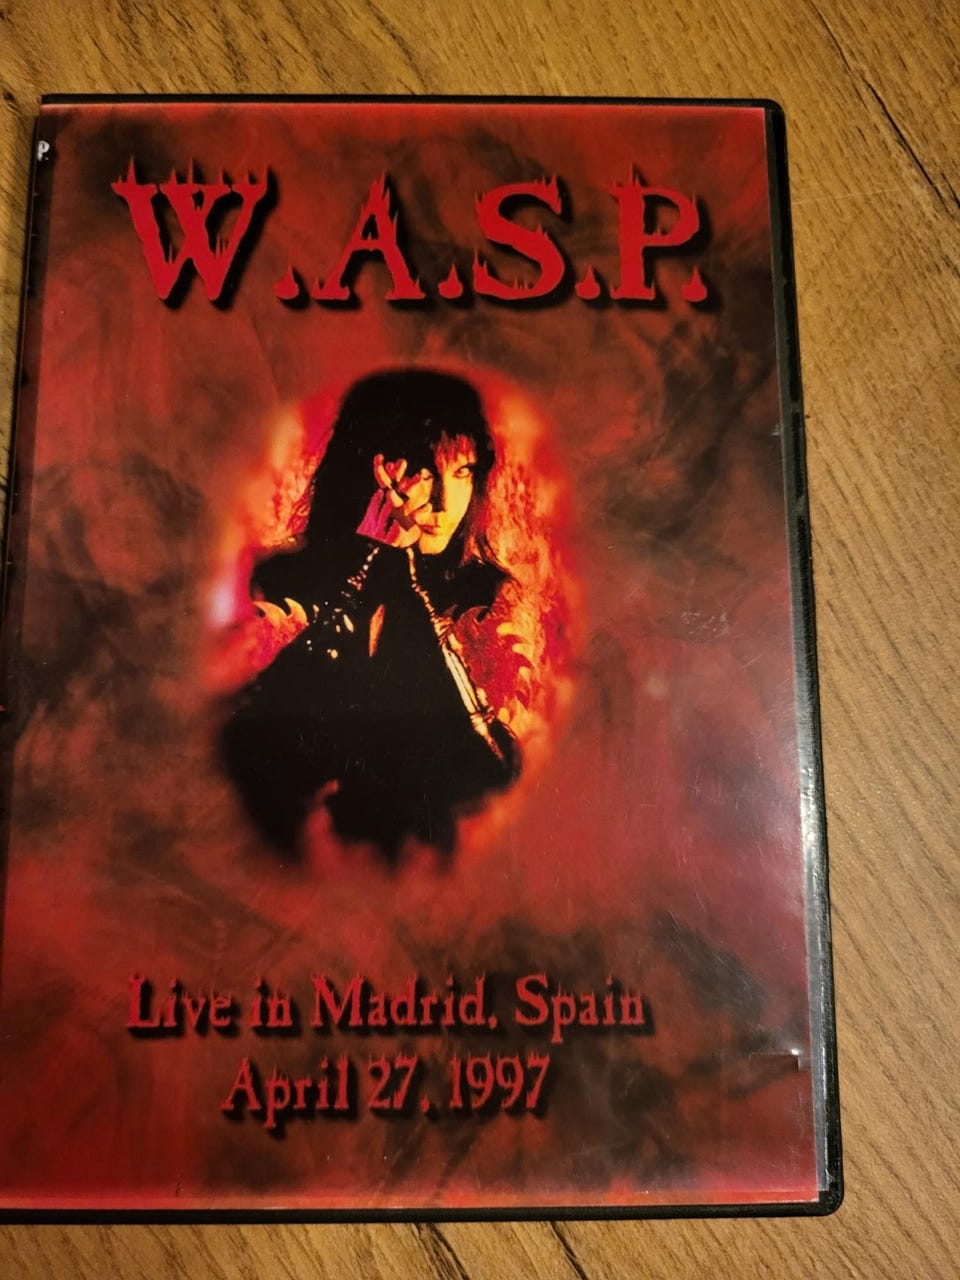 P.
W.A.S.P.
Live in Madrid, Spain
April 27, 1997